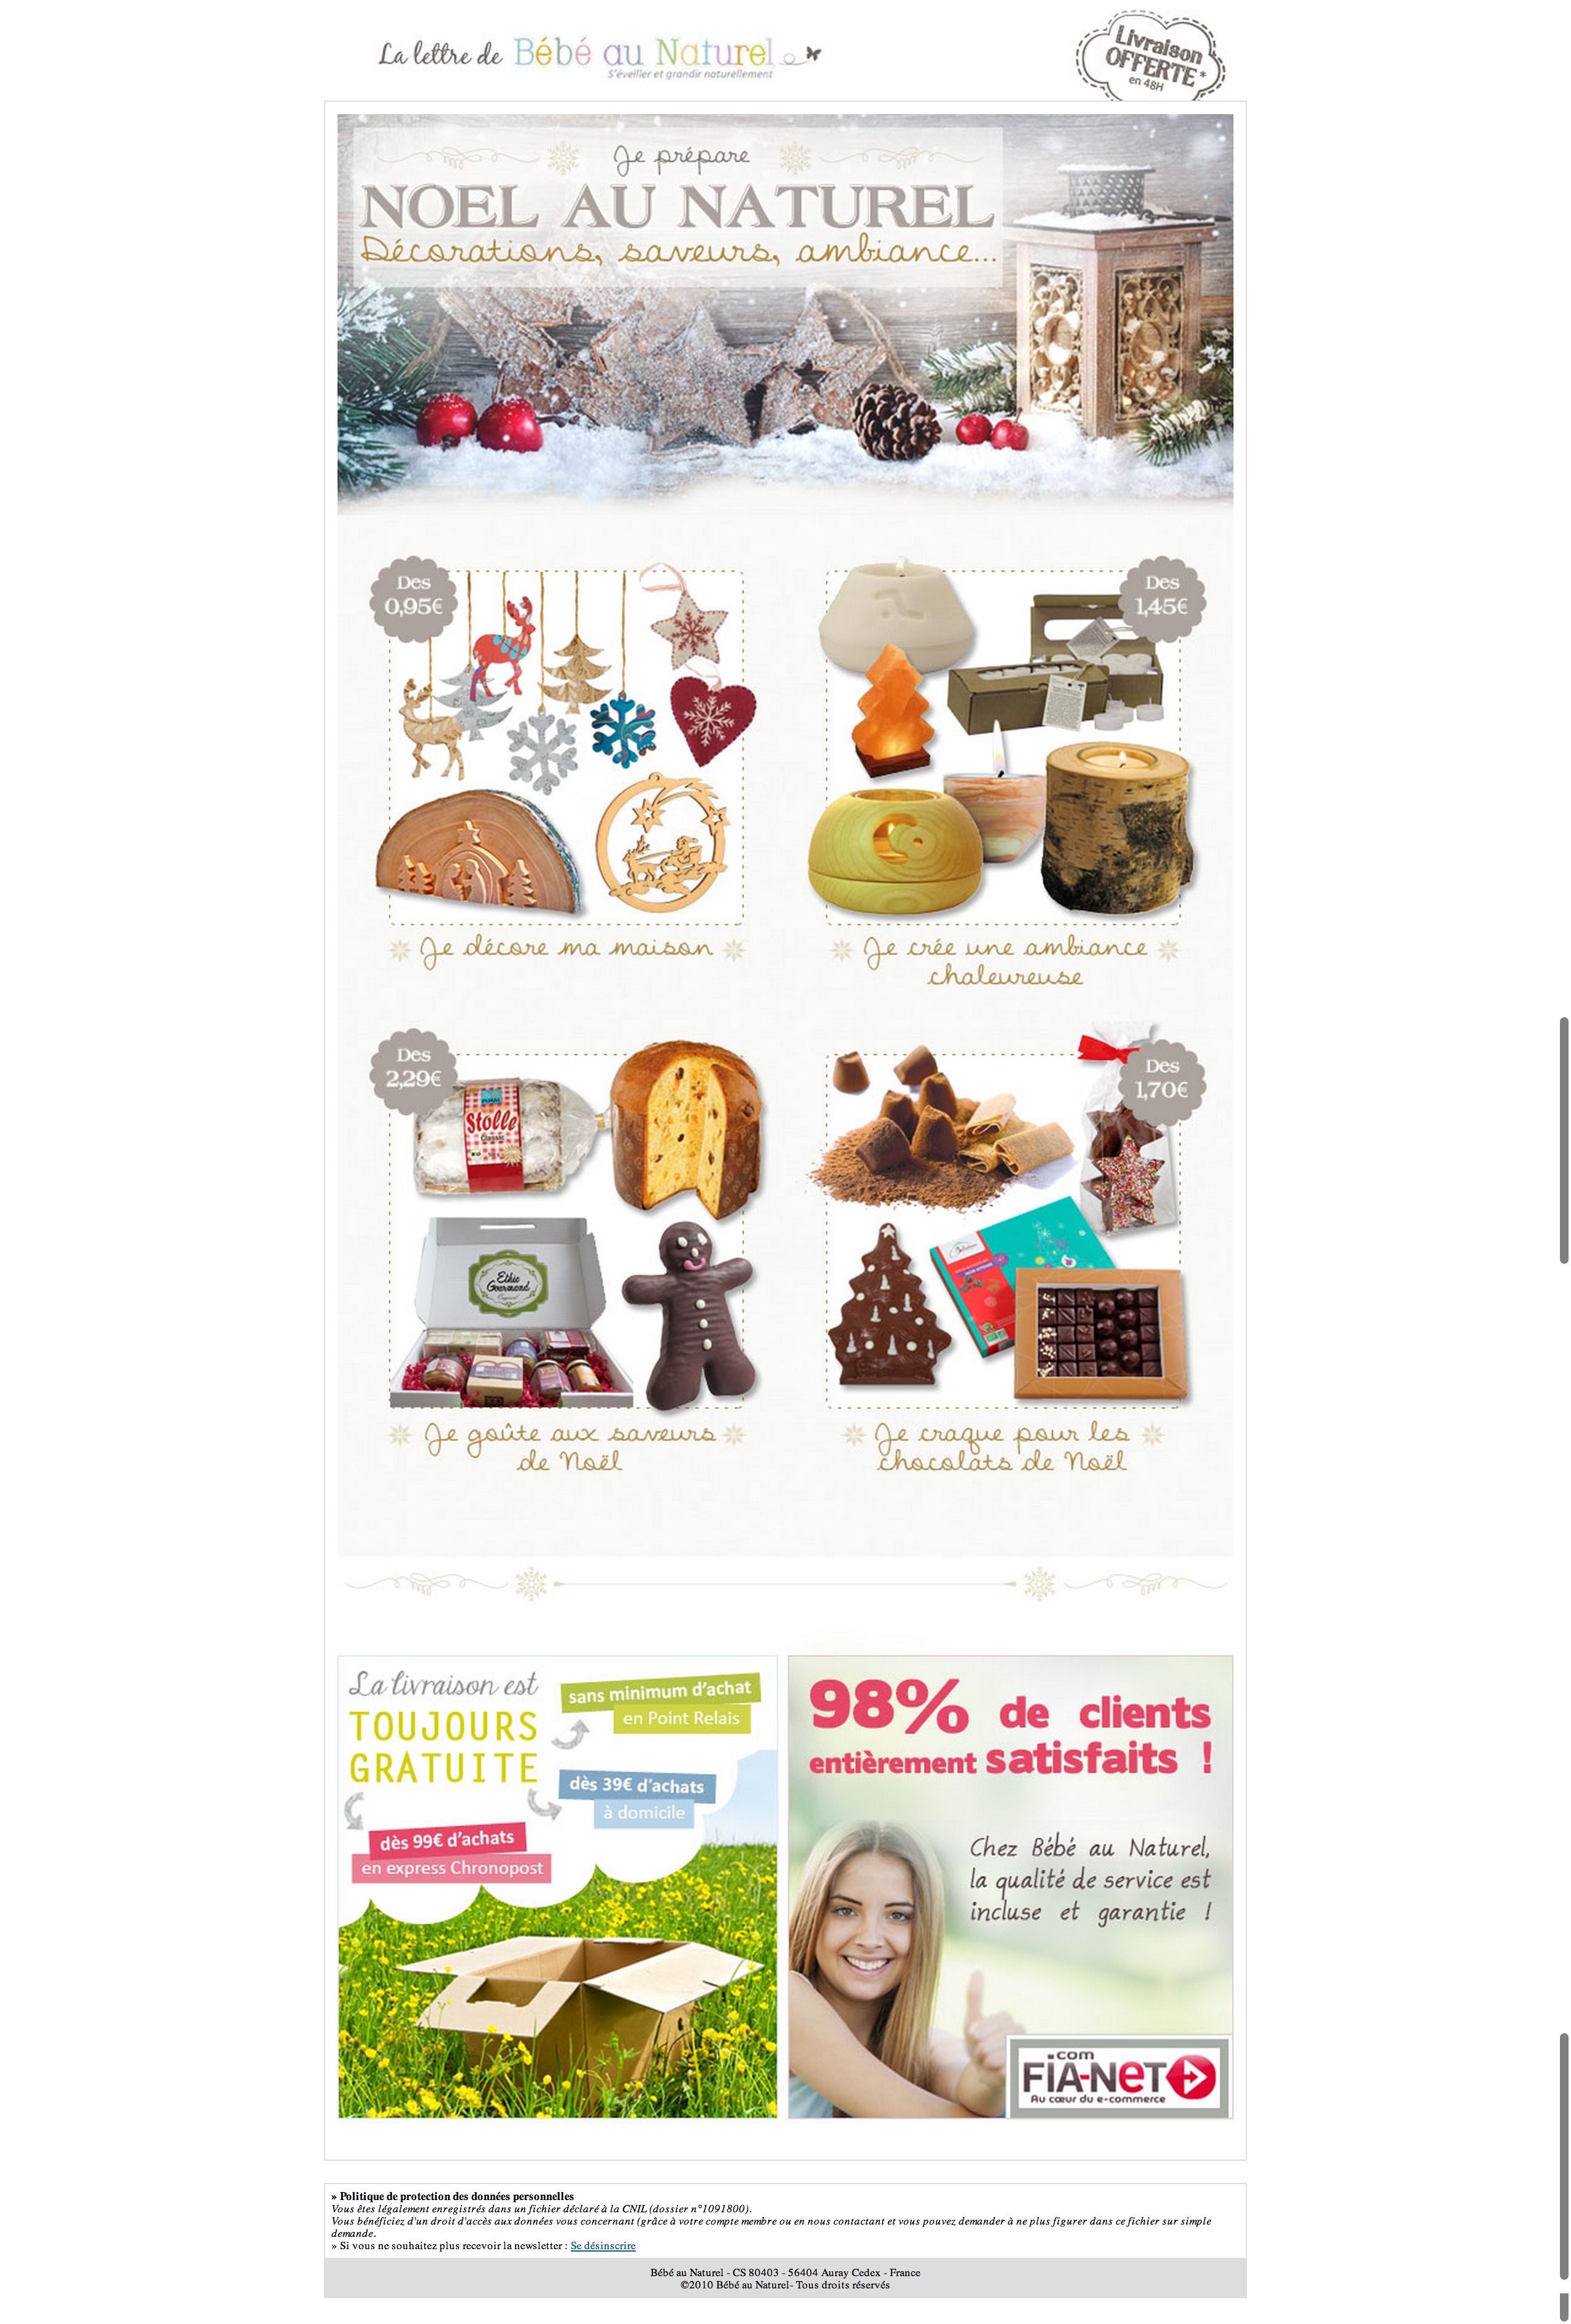 La lettre de Bébé au Naturel
S'éveiller et grandir naturellement
Livraison
OFFERTE*
en 48H
Je prépare
NOEL AU NATUREL
Décorations, saveurs, ambiance...
Des
0,95€
Des
1,45€
Je décore ma maison
Je crée une ambiance
chaleureuse
Des
2,29€
Stolle
Classic
Ethic
Gourmand
Des
1,70€
Je goûte aux saveurs
de Noël
Je craque pour les
chocolats de Noël
La livraison est
TOUJOURS
GRATUITE
sans minimum d'achat
en Point Relais
dès 39€ d'achats
à domicile
dès 99€ d'achats
en express Chronopost
98% de clients
entièrement satisfaits !
Chez Bébé au Naturel,
la qualité de service est
incluse et garantie !
.com
FIA-NET
Au cœur du e-commerce
» Politique de protection des données personnelles
Vous êtes légalement enregistrés dans un fichier déclaré à la CNIL (dossier n°1091800).
Vous bénéficiez d'un droit d'accès aux données vous concernant (grâce à votre compte membre ou en nous contactant et vous pouvez demander à ne plus figurer dans ce fichier sur simple
demande.
» Si vous ne souhaitez plus recevoir la newsletter : Se désinscrire
Bébé au Naturel - CS 80403 - 56404 Auray Cedex - France
©2010 Bébé au Naturel- Tous droits réservés